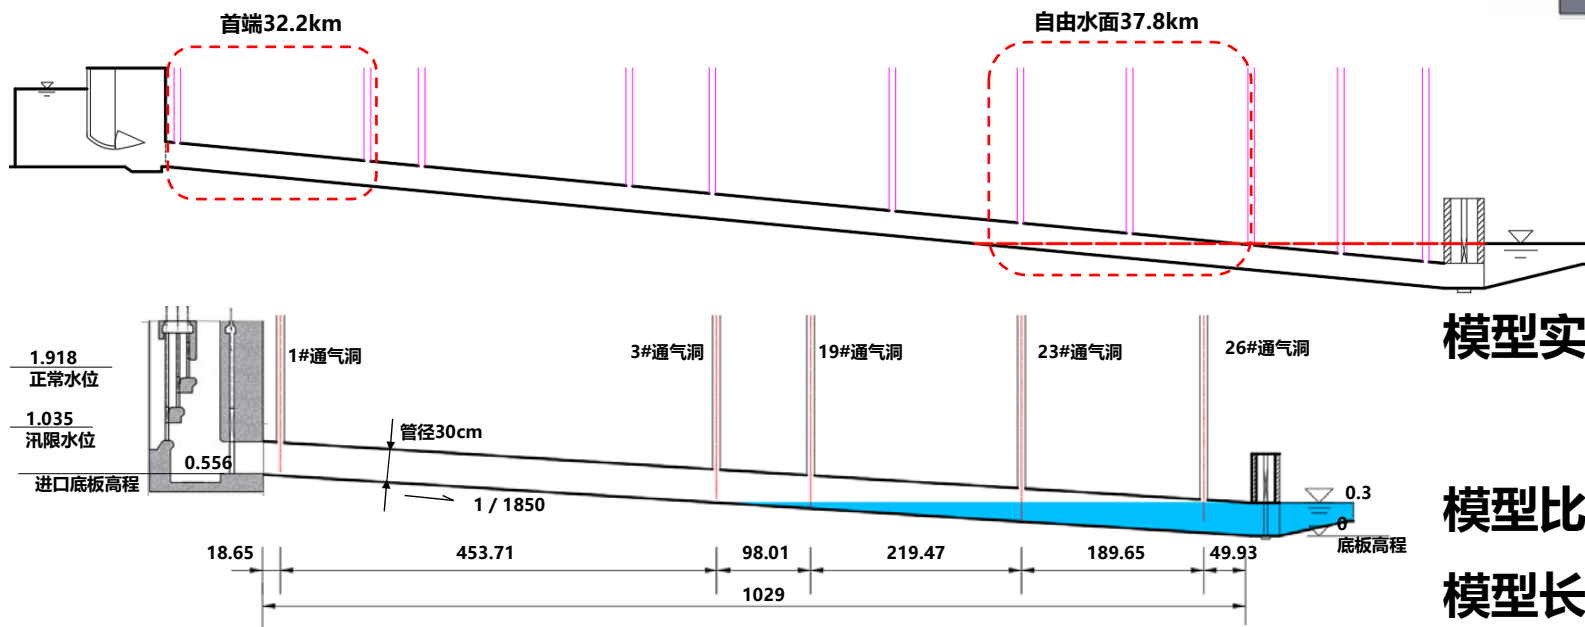 首端32.2km
自由水面37.8km
模型实
1.918
正常水位
1.035
汛限水位
0.556
进口底板高程
1#通气洞
3#通气洞
19#通气洞
23#通气洞
26#通气洞
管径30cm
1 / 1850
0.3
0
底板高程
模型比
18.65
453.71
98.01
219.47
189.65
49.93
1029
模型长